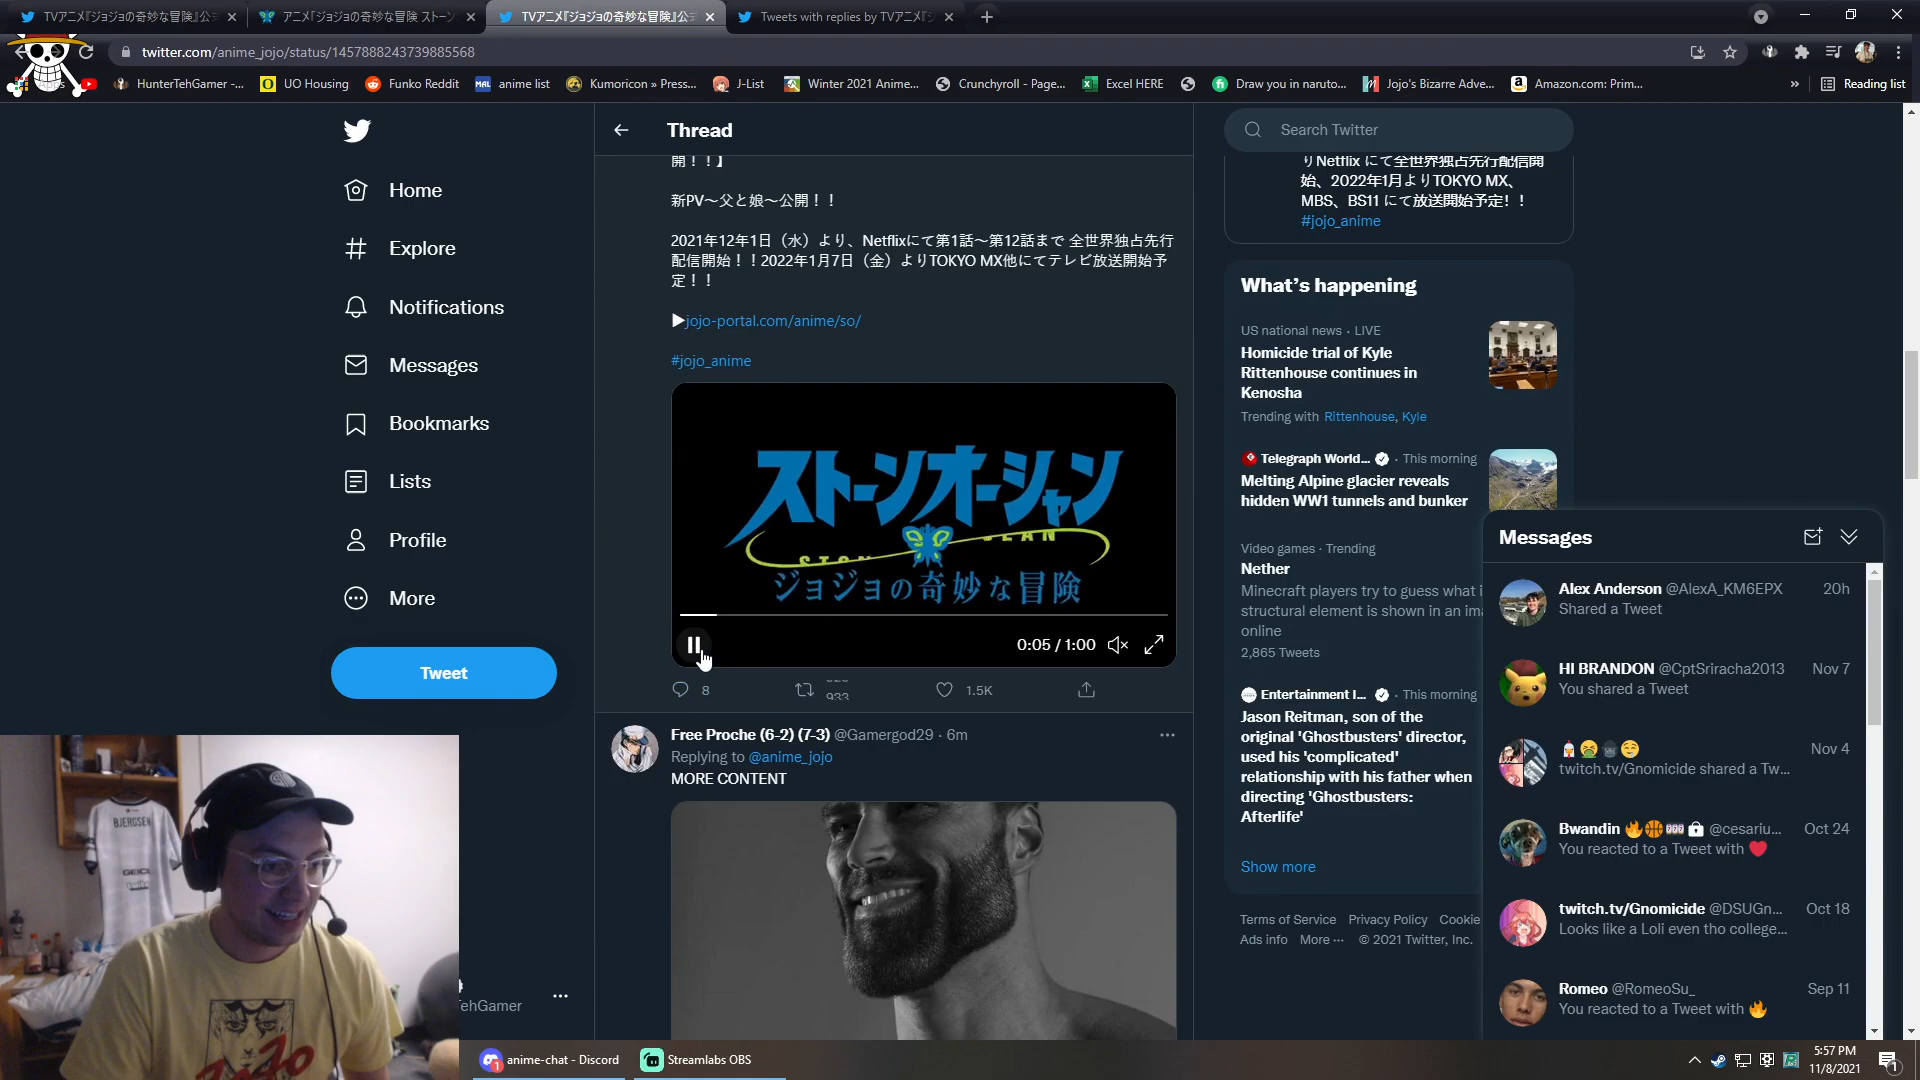 TVアニメ『ジョジョの奇妙な冒険』公式
アニメ「ジョジョの奇妙な冒険 ストーン
TVアニメ『ジョジョの奇妙な冒険』公式
Tweets with replies by TVアニメ『ジ
twitter.com/anime_jojo/status/1457888243739885568
Apps
HunterTehGamer -...
UO Housing
Funko Reddit
MAL
anime list
Kumoricon » Press...
J-List
Winter 2021 Anime...
Crunchyroll - Page...
Excel HERE
Draw you in naruto...
Jojo's Bizarre Adve...
Amazon.com: Prim...
»
Reading list
Home
Explore
Notifications
Messages
Bookmarks
Lists
Profile
More
Tweet
ehGamer
Thread
開！！】
新PV～父と娘～公開！！
2021年12年1日（水）より、Netflixにて第1話～第12話まで 全世界独占先行
配信開始！！2022年1月7日（金）よりTOKYO MX他にてテレビ放送開始予
定！！
▶jojo-portal.com/anime/so/
#jojo_anime
ストーンオーシャン
ジョジョの奇妙な冒険
0:05 / 1:00
8
933
1.5K
Free Proche (6-2) (7-3) @Gamergod29 · 6m
Replying to @anime_jojo
MORE CONTENT
Search Twitter
りNetflix にて全世界独占先行配信開
始、2022年1月よりTOKYO MX、
MBS、BS11 にて放送開始予定！！
#jojo_anime
What's happening
US national news · LIVE
Homicide trial of Kyle
Rittenhouse continues in
Kenosha
Trending with Rittenhouse, Kyle
Telegraph World... · This morning
Melting Alpine glacier reveals
hidden WW1 tunnels and bunker
Video games · Trending
Nether
Minecraft players try to guess what
structural element is shown in an
online
2,865 Tweets
Entertainment I... · This morning
Jason Reitman, son of the
original 'Ghostbusters' director,
used his 'complicated'
relationship with his father when
directing 'Ghostbusters:
Afterlife'
Show more
Terms of Service Privacy Policy Cookie
Ads info More ··· © 2021 Twitter, Inc.
Messages
Alex Anderson @AlexA_KM6EPX 20h
Shared a Tweet
HI BRANDON @CptSriracha2013 Nov 7
You shared a Tweet
Nov 4
twitch.tv/Gnomicide shared a Tw...
Bwandin 🔥🏀 @cesariu... Oct 24
You reacted to a Tweet with ❤
twitch.tv/Gnomicide @DSUGn... Oct 18
Looks like a Loli even tho college...
Romeo @RomeoSu_ Sep 11
You reacted to a Tweet with 🔥
BJERGSEN
GEICO
anime-chat - Discord
Streamlabs OBS
5:57 PM
11/8/2021